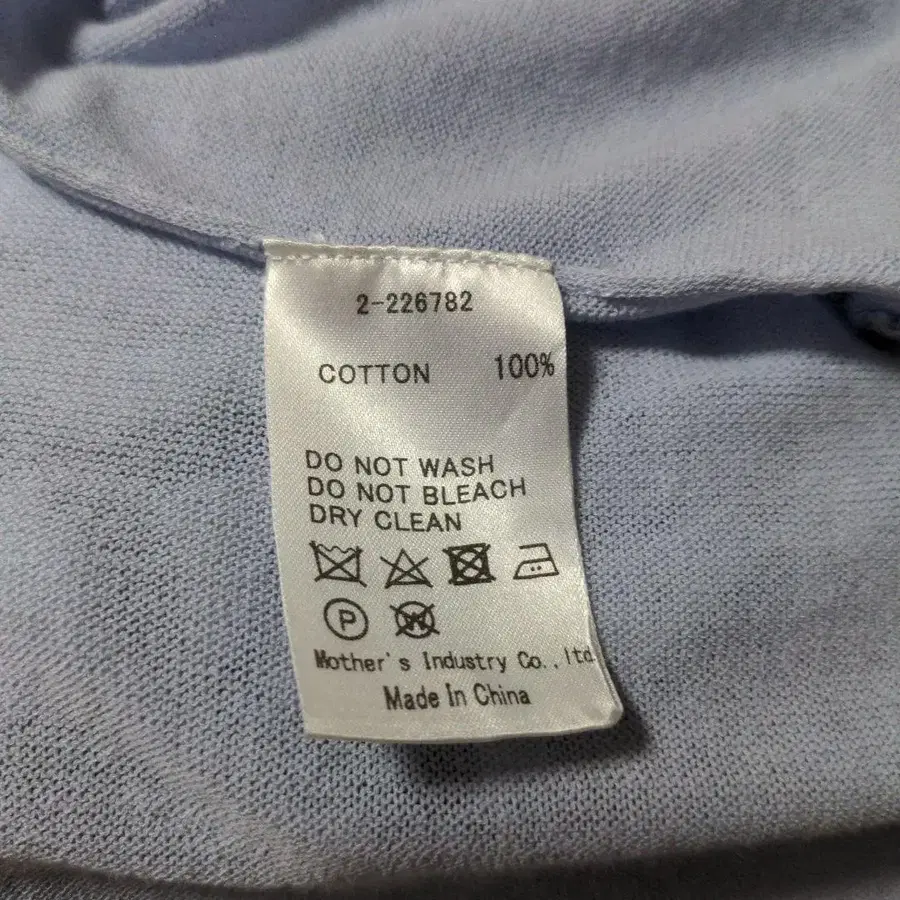 2-226782
COTTON 100%
DO NOT WASH
DO NOT BLEACH
DRY CLEAN
P
W
Mother's Industry Co.,ltd
Made In China